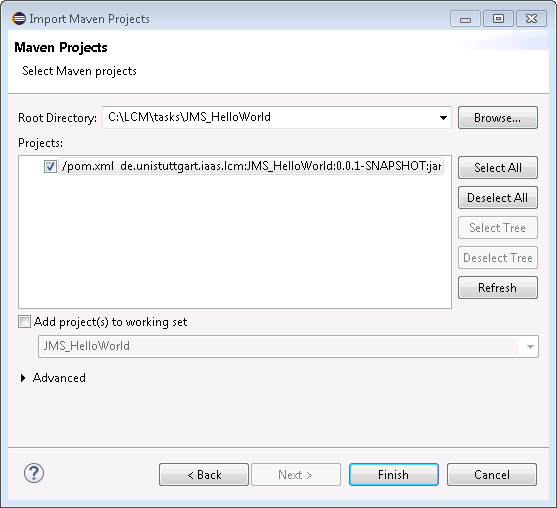 Import Maven Projects
Maven Projects
Select Maven projects
Root Directory: C:\LCM\tasks\JMS_HelloWorld Browse...
Projects:
/pom.xml de.unistuttgart.iaas.lcm:JMS_HelloWorld:0.0.1-SNAPSHOT:jar
Select All
Deselect All
Select Tree
Deselect Tree
Refresh
Add project(s) to working set
JMS_HelloWorld
Advanced
? < Back Next > Finish Cancel